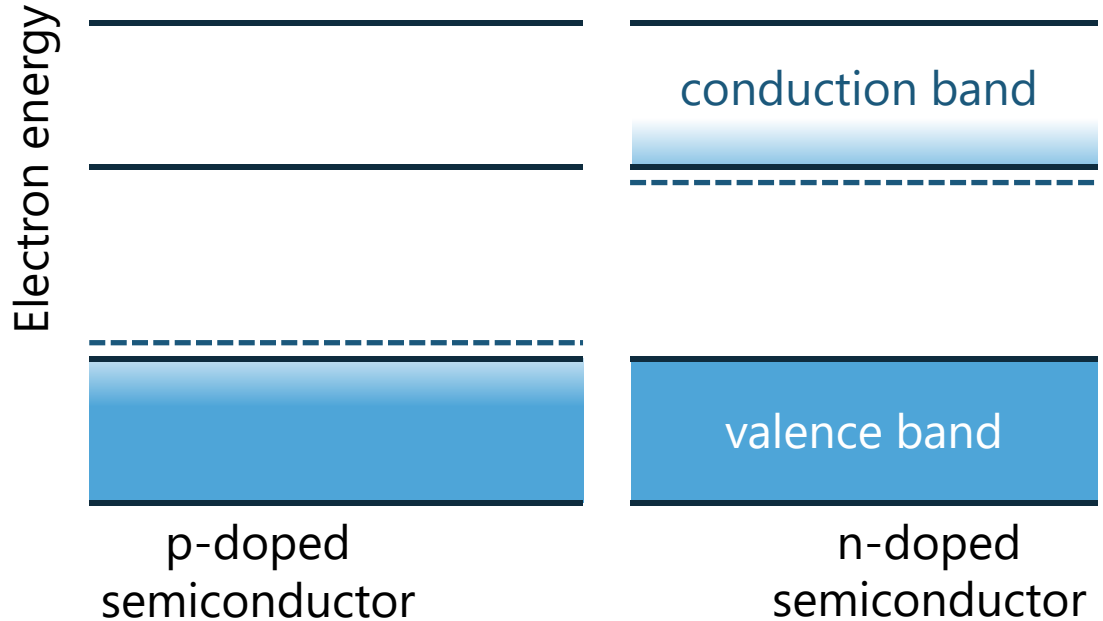 Electron energy
conduction band
valence band
p-doped
semiconductor
n-doped
semiconductor